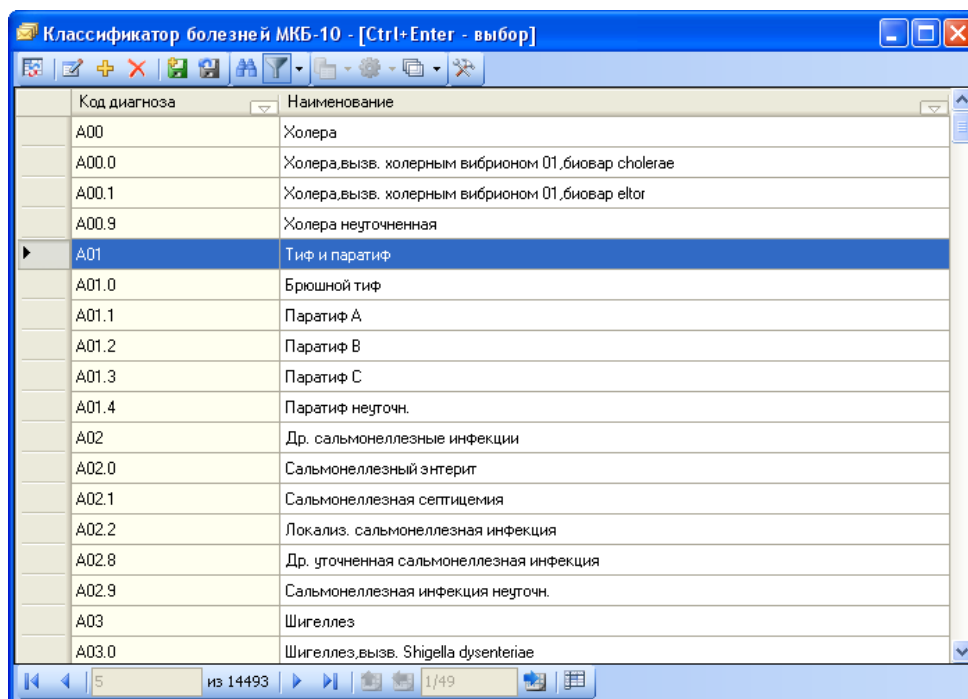 Классификатор болезней МКБ-10 - [Ctrl+Enter - выбор]
Код диагноза Наименование
A00 Холера
A00.0 Холера,вызв. холерным вибрионом 01,биовар cholerae
A00.1 Холера,вызв. холерным вибрионом 01,биовар eltor
A00.9 Холера неуточненная
A01 Тиф и паратиф
A01.0 Брюшной тиф
A01.1 Паратиф A
A01.2 Паратиф B
A01.3 Паратиф C
A01.4 Паратиф неуточн.
A02 Др. сальмонеллезные инфекции
A02.0 Сальмонеллезный энтерит
A02.1 Сальмонеллезная септицемия
A02.2 Локализ. сальмонеллезная инфекция
A02.8 Др. уточненная сальмонеллезная инфекция
A02.9 Сальмонеллезная инфекция неуточн.
A03 Шигеллез
A03.0 Шигеллез,вызв. Shigella dysenteriae
5 из 14493 1/49